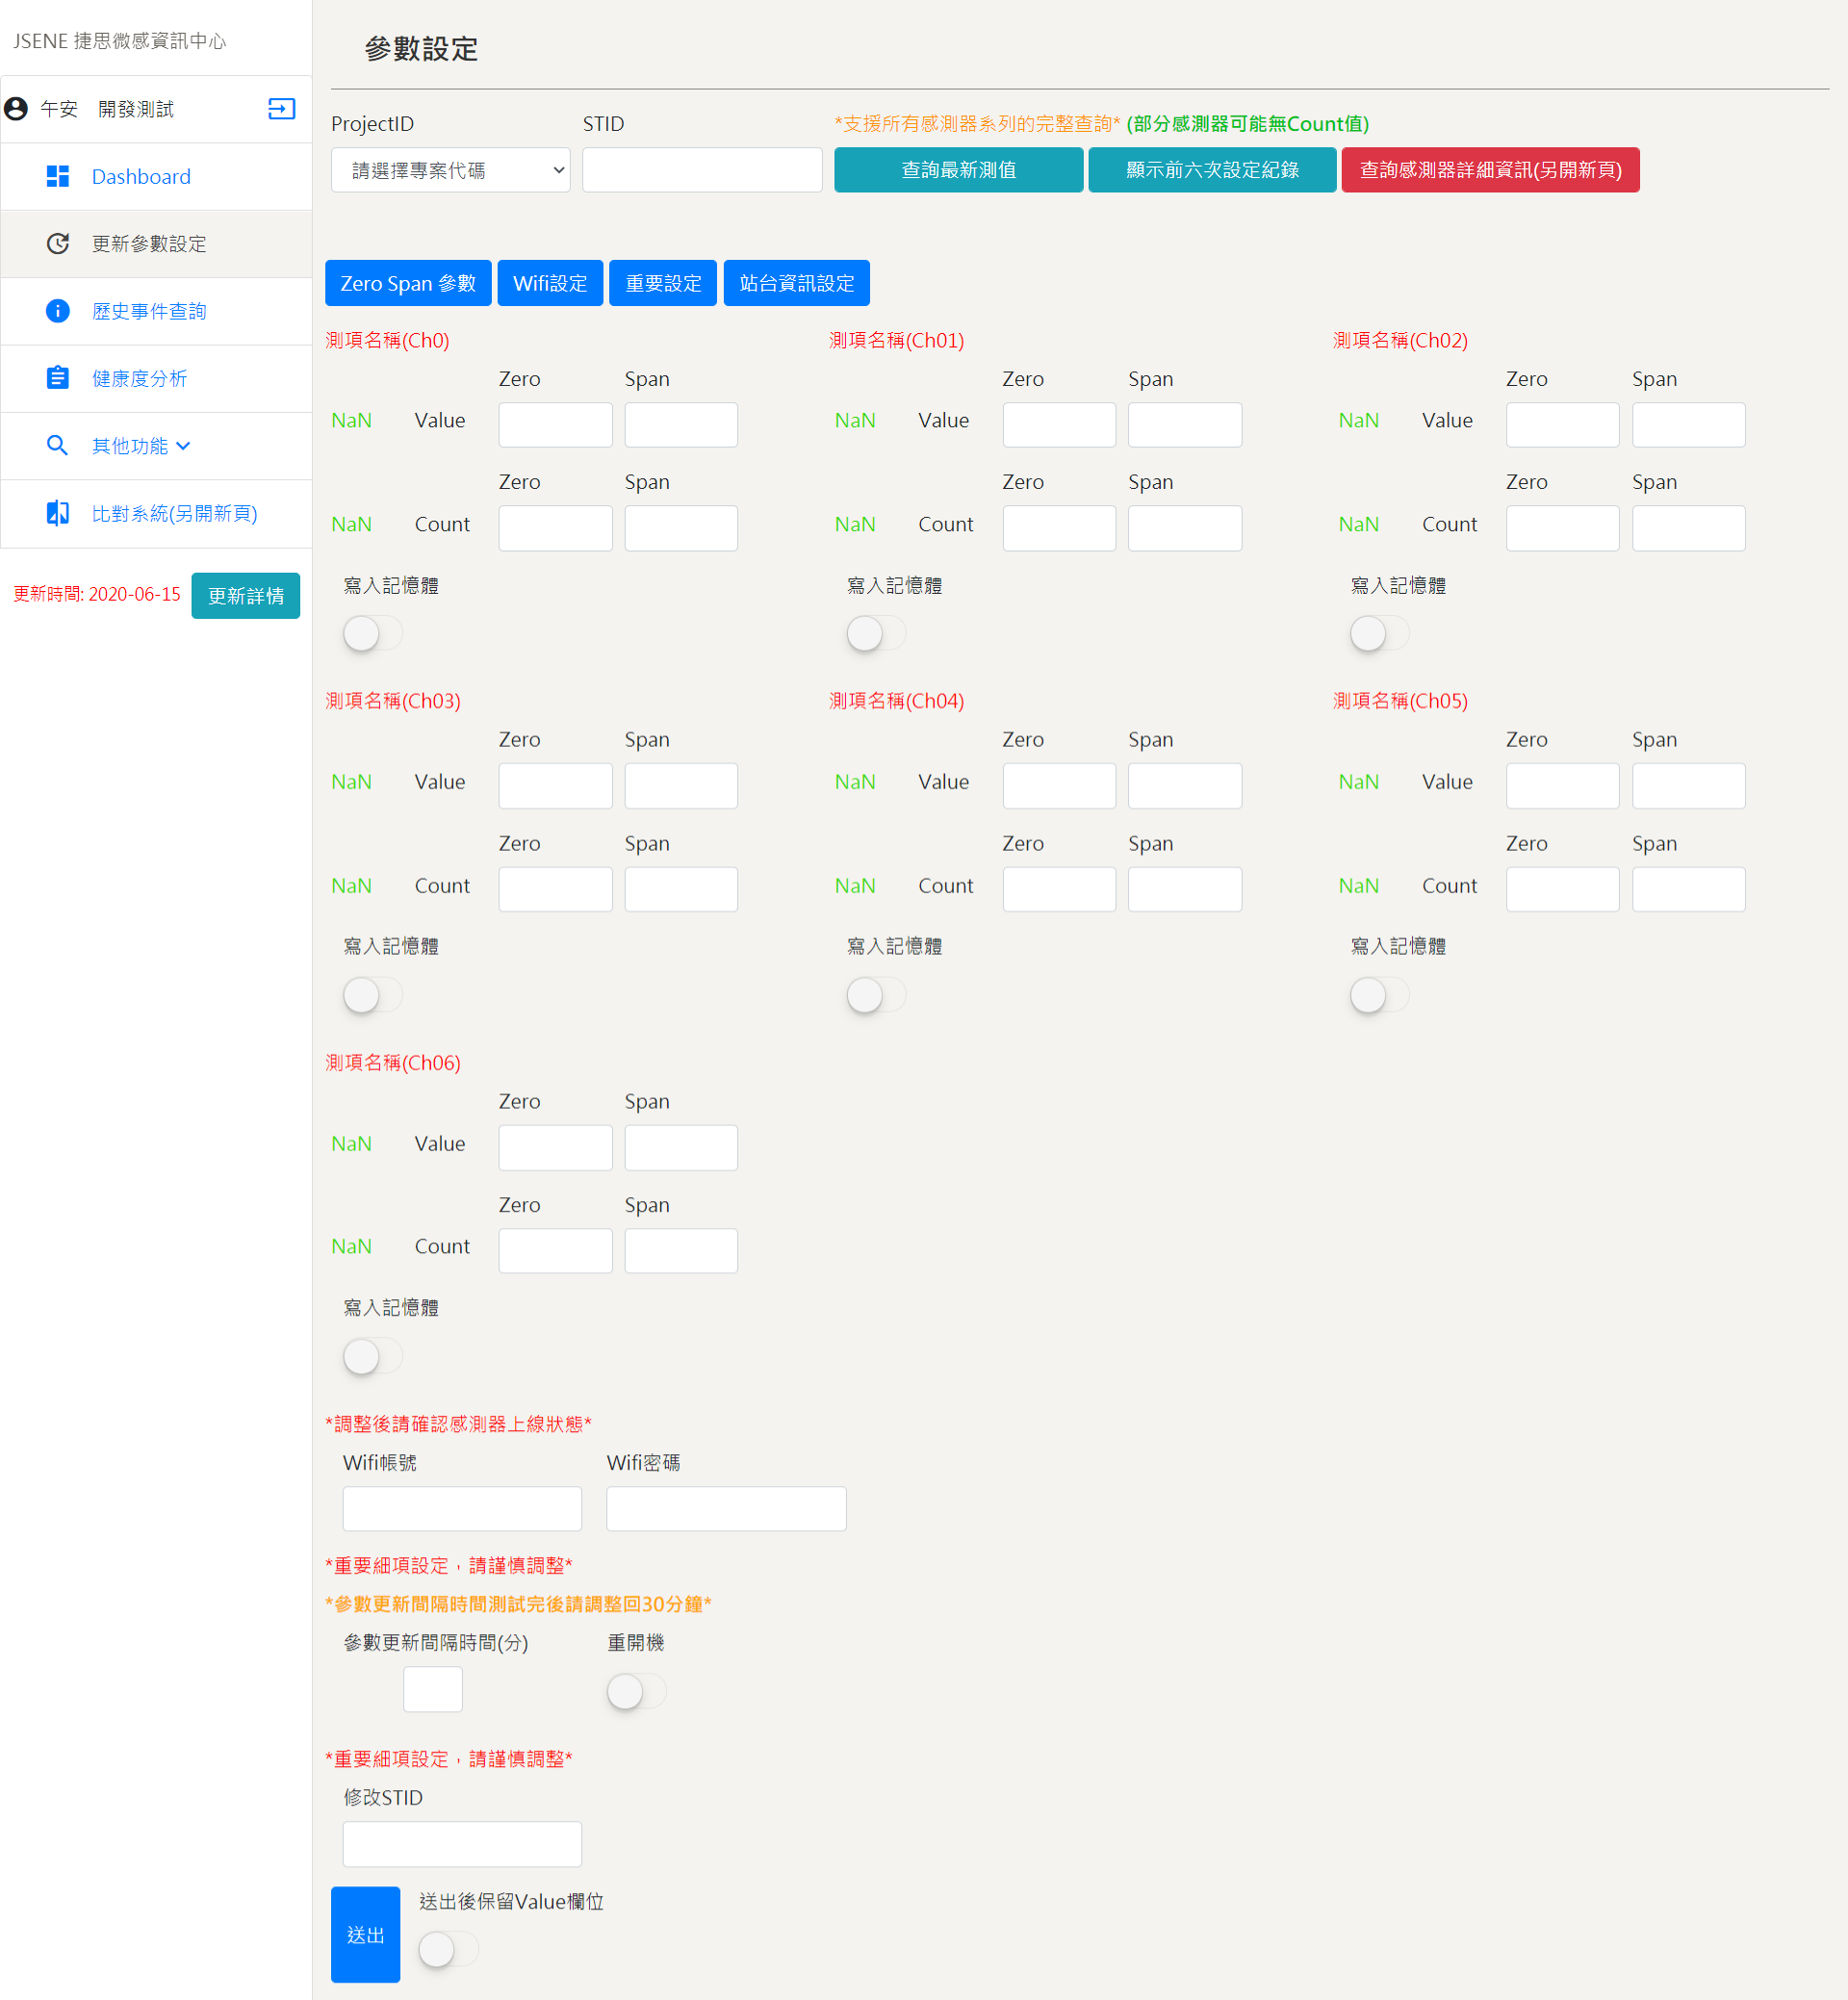 JSENE 捷思微感資訊中心
午安 開發測試
Dashboard
更新參數設定
歷史事件查詢
健康度分析
其他功能
比對系統(另開新頁)
更新時間: 2020-06-15 更新詳情
參數設定
ProjectID STID *支援所有感測器系列的完整查詢* (部分感測器可能無Count值)
請選擇專案代碼 查詢最新測值 顯示前六次設定紀錄 查詢感測器詳細資訊(另開新頁)
Zero Span 參數 Wifi設定 重要設定 站台資訊設定
測項名稱(Ch0) 測項名稱(Ch01) 測項名稱(Ch02)
Zero Span Zero Span Zero Span
NaN Value NaN Value NaN Value
Zero Span Zero Span Zero Span
NaN Count NaN Count NaN Count
寫入記憶體 寫入記憶體 寫入記憶體
測項名稱(Ch03) 測項名稱(Ch04) 測項名稱(Ch05)
Zero Span Zero Span Zero Span
NaN Value NaN Value NaN Value
Zero Span Zero Span Zero Span
NaN Count NaN Count NaN Count
寫入記憶體 寫入記憶體 寫入記憶體
測項名稱(Ch06)
Zero Span
NaN Value
Zero Span
NaN Count
寫入記憶體
*調整後請確認感測器上線狀態*
Wifi帳號 Wifi密碼
*重要細項設定，請謹慎調整*
*參數更新間隔時間測試完後請調整回30分鐘*
參數更新間隔時間(分) 重開機
*重要細項設定，請謹慎調整*
修改STID
送出後保留Value欄位
送出